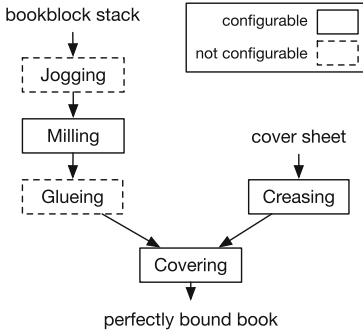 bookblock stack
configurable
not configurable
Jogging
Milling
cover sheet
Glueing
Creasing
Covering
perfectly bound book